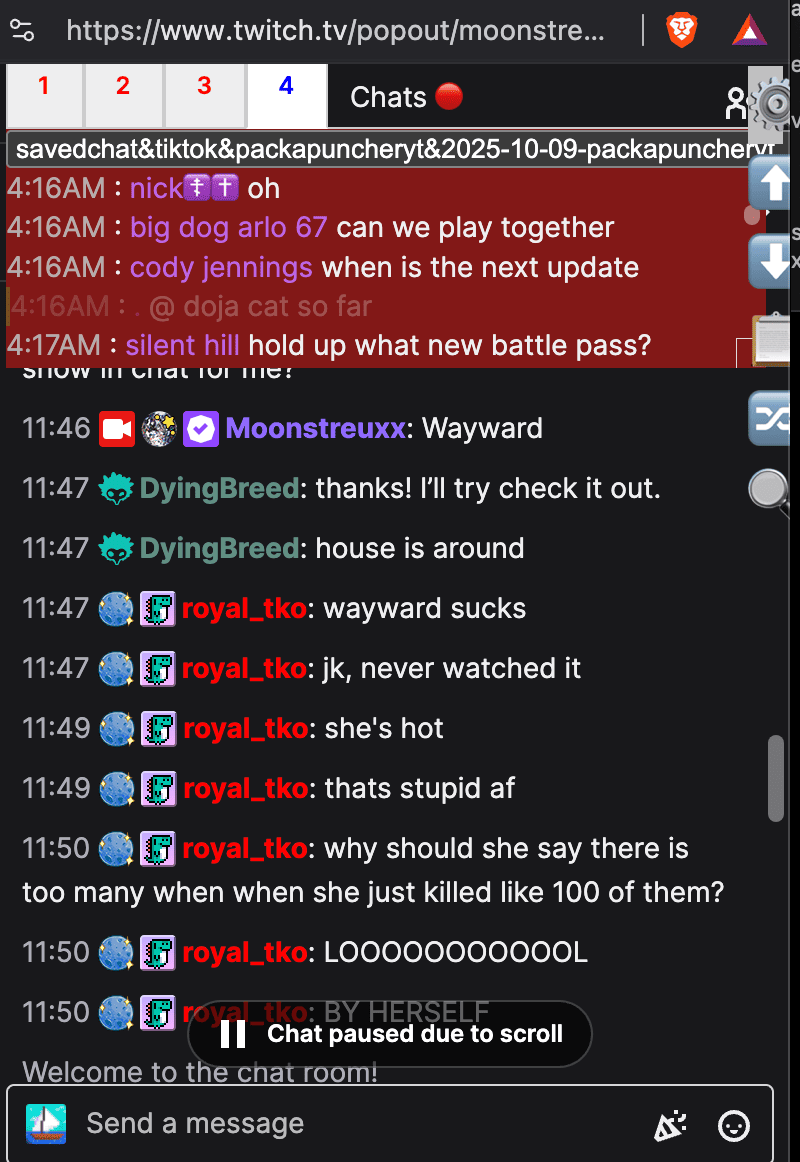 https://www.twitch.tv/popout/moonstre...
1 2 3 4 Chats
savedchat&tiktok&packapuncheryt&2025-10-09-packapuncheryt
4:16AM : nick☦️✝️ oh
4:16AM : big dog arlo 67 can we play together
4:16AM : cody jennings when is the next update
4:16AM : . @ doja cat so far
4:17AM : silent hill hold up what new battle pass?
show in chat for me?
11:46 Moonstreuxx: Wayward
11:47 DyingBreed: thanks! I’ll try check it out.
11:47 DyingBreed: house is around
11:47 royal_tko: wayward sucks
11:47 royal_tko: jk, never watched it
11:49 royal_tko: she's hot
11:49 royal_tko: thats stupid af
11:50 royal_tko: why should she say there is
too many when when she just killed like 100 of them?
11:50 royal_tko: LOOOOOOOOOOOL
11:50 royal_tko: BY HERSELF
Chat paused due to scroll
Welcome to the chat room!
Send a message